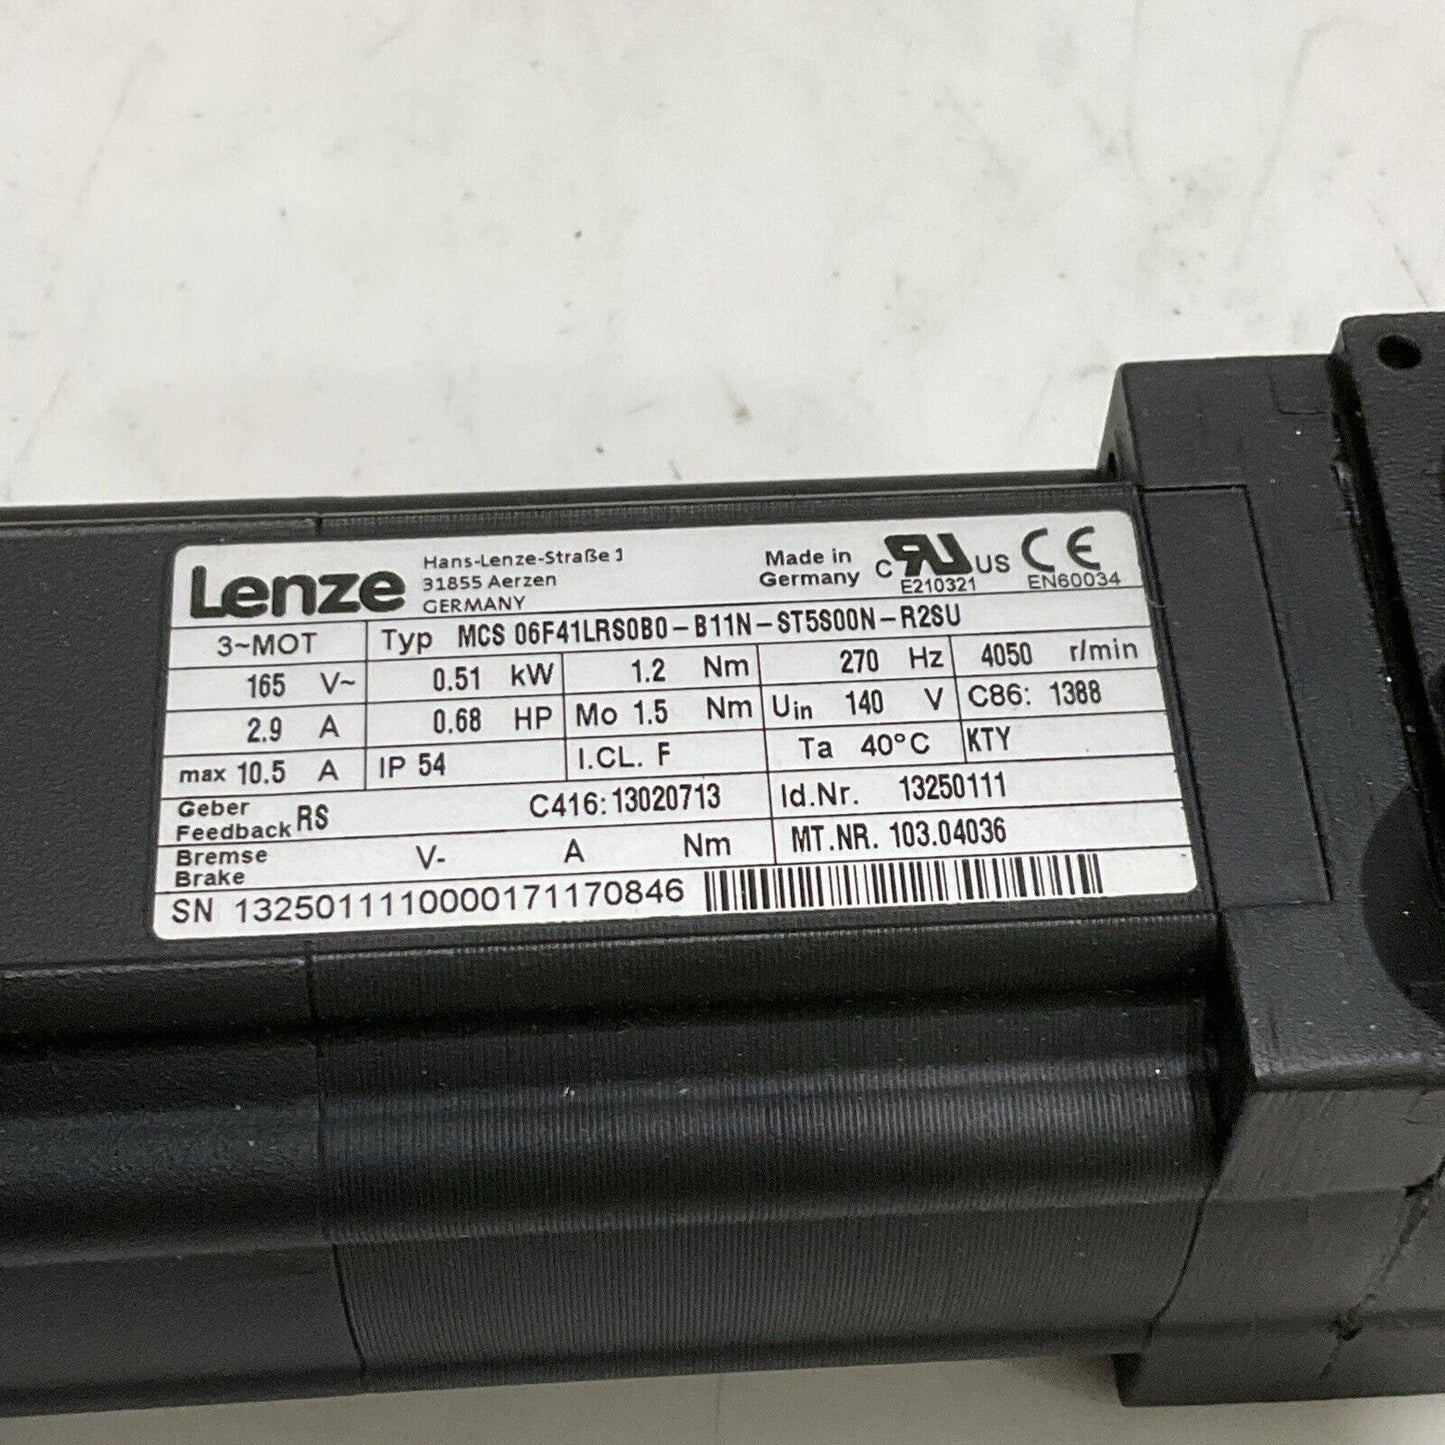 Lenze Hans-Lenze-Straße 1
31855 Aerzen
GERMANY
Made in
Germany
c RU US CE
E210321 EN60034
3~MOT Typ MCS 06F41LRS0B0-B11N-ST5S00N-R2SU
165 V~ 0.51 kW 1.2 Nm 270 Hz 4050 r/min
2.9 A 0.68 HP Mo 1.5 Nm Uin 140 V C86: 1388
max 10.5 A IP 54 I.CL. F Ta 40°C KTY
Geber
Feedback RS C416: 13020713 Id.Nr. 13250111
Bremse
Brake V- A Nm MT.NR. 103.04036
SN 1325011110000171170846